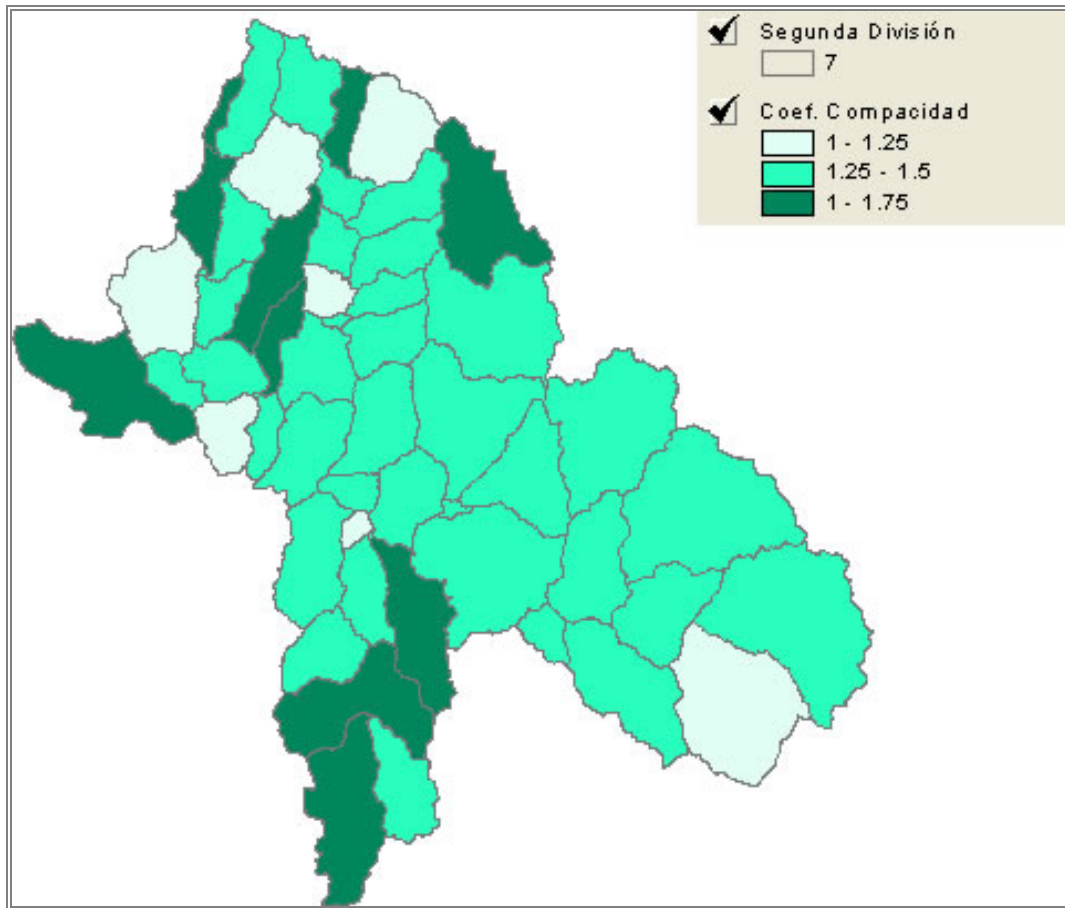 Segunda División
7
Coef. Compacidad
1 - 1.25
1.25 - 1.5
1 - 1.75